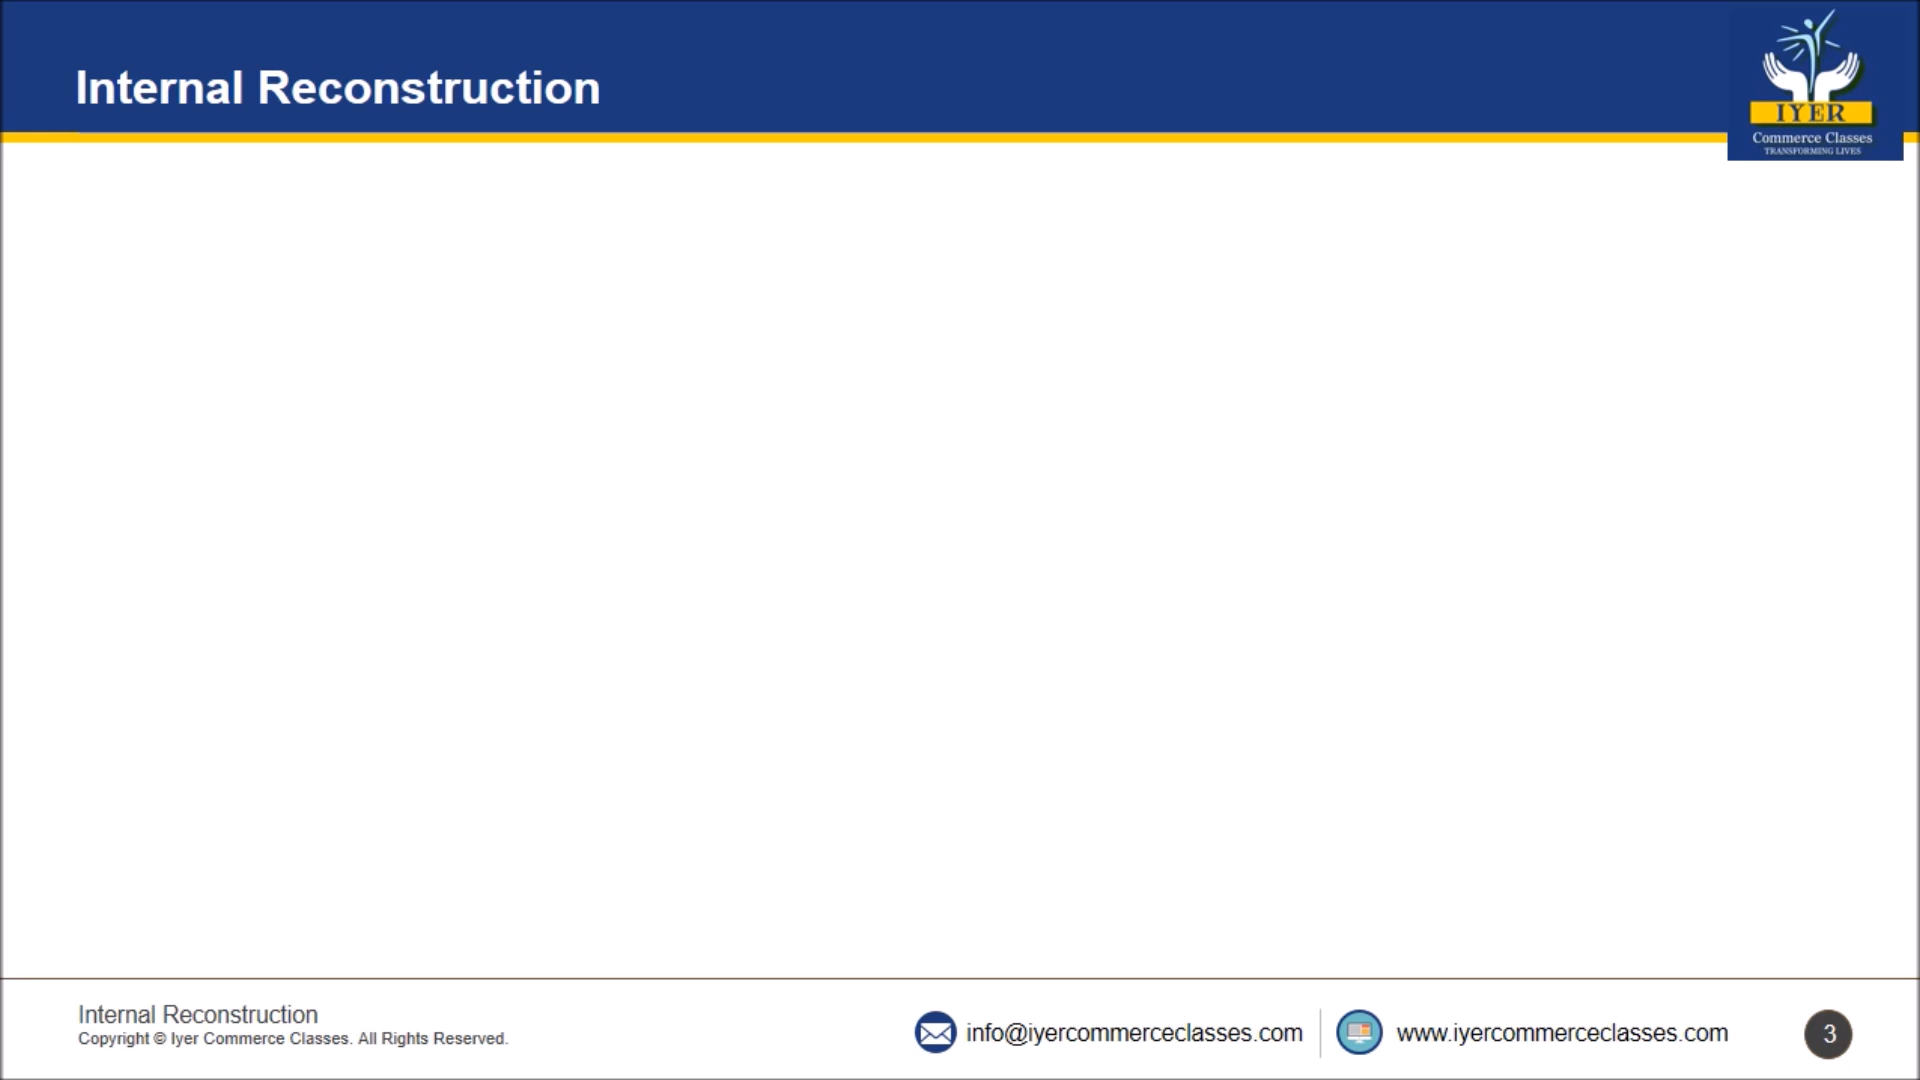 Internal Reconstruction
IYER
Commerce Classes
TRANSFORMING LIVES
Internal Reconstruction
Copyright © Iyer Commerce Classes. All Rights Reserved.
info@iyercommerceclasses.com
www.iyercommerceclasses.com
3